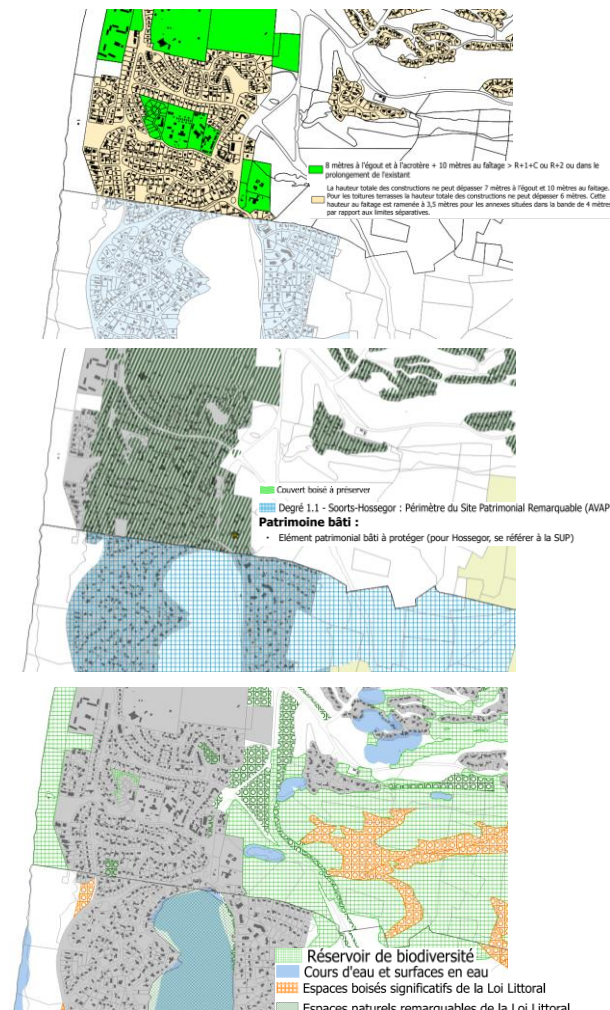 8 mètres à l'égout et à l'acrotère + 10 mètres au faîtage > R+1+C ou R+2 ou dans le
prolongement de l'existant
La hauteur totale des constructions ne peut dépasser 7 mètres à l'égout et 10 mètres au faîtage.
Pour les toitures terrasses la hauteur totale des constructions ne peut dépasser 6 mètres. Cette
hauteur au faîtage est ramenée à 3,5 mètres pour les annexes situées dans la bande de 4 mètres
par rapport aux limites séparatives.
Couvert boisé à préserver
Degré 1.1 - Soorts-Hossegor : Périmètre du Site Patrimonial Remarquable (AVAP
Patrimoine bâti :
• Elément patrimonial bâti à protéger (pour Hossegor, se référer à la SUP)
Réservoir de biodiversité
Cours d'eau et surfaces en eau
Espaces boisés significatifs de la Loi Littoral
Espaces naturels remarquables de la Loi Littoral